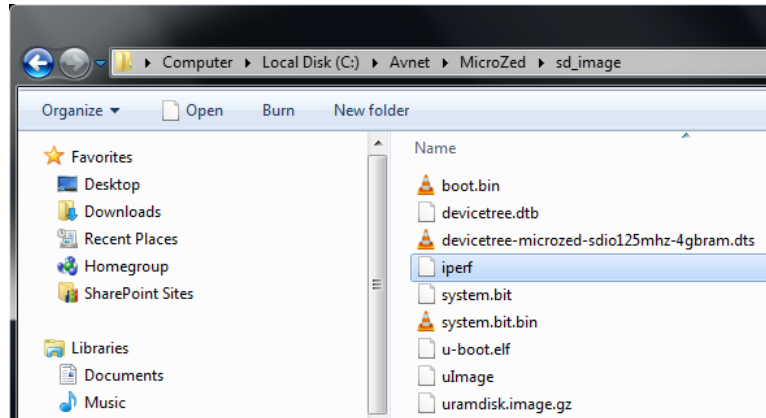 Computer Local Disk (C:) Avnet MicroZed sd_image
Organize Open Burn New folder
Favorites
Desktop
Downloads
Recent Places
Homegroup
SharePoint Sites
Libraries
Documents
Music
Name
boot.bin
devicetree.dtb
devicetree-microzed-sdio125mhz-4gbram.dts
iperf
system.bit
system.bit.bin
u-boot.elf
uImage
uramdisk.image.gz